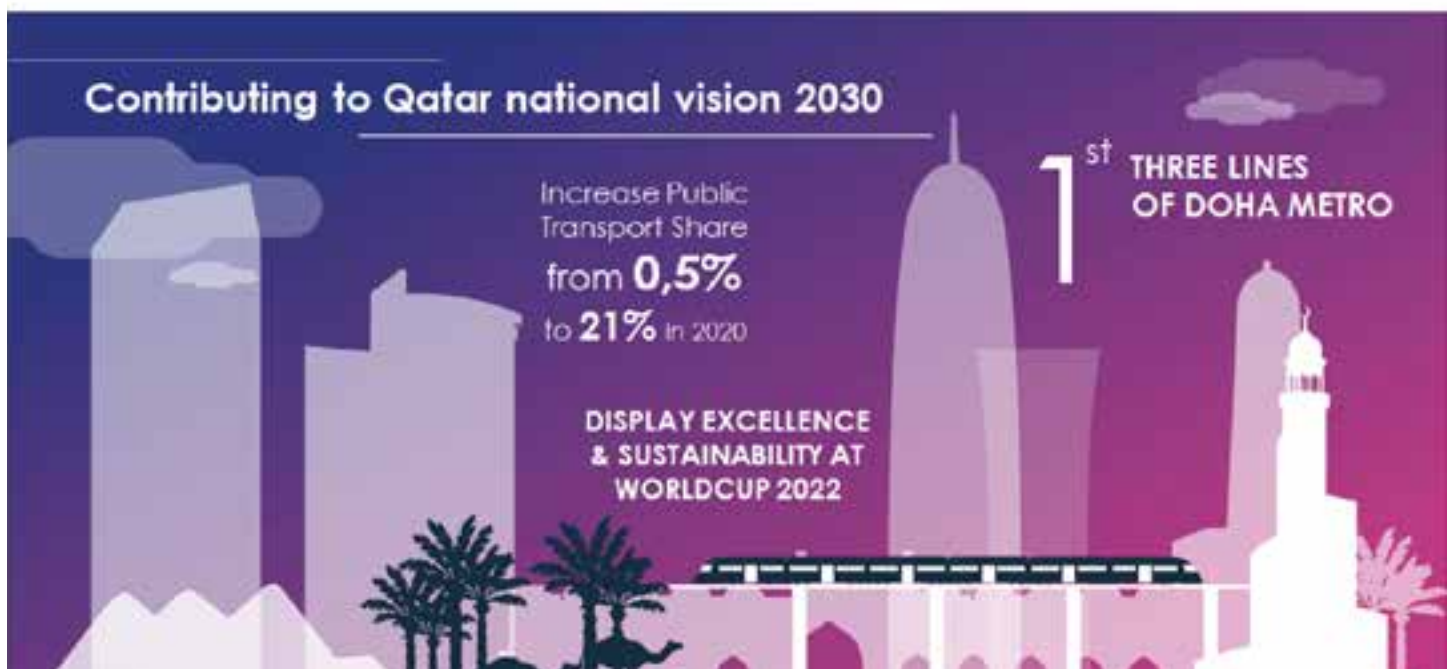 Contributing to Qatar national vision 2030
Increase Public
Transport Share
from 0,5%
to 21% in 2020
1st THREE LINES
OF DOHA METRO
DISPLAY EXCELLENCE
& SUSTAINABILITY AT
WORLDCUP 2022